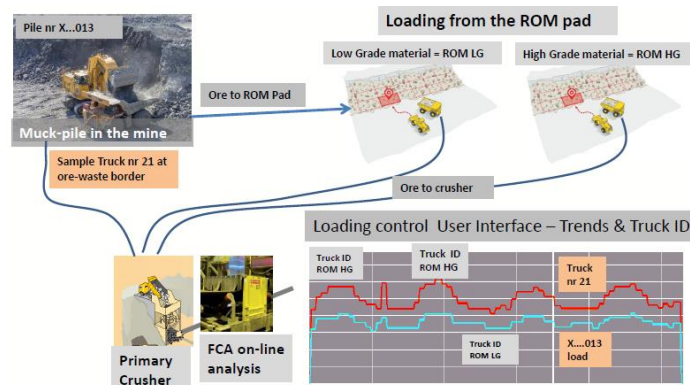 Pile nr X...013
Loading from the ROM pad
Low Grade material = ROM LG
High Grade material = ROM HG
Ore to ROM Pad
Muck-pile in the mine
Sample Truck nr 21 at
ore-waste border
Ore to crusher
Loading control User Interface – Trends & Truck ID
Truck ID
ROM HG
Truck ID
ROM HG
Truck
nr 21
Truck ID
ROM LG
X....013
load
Primary
Crusher
FCA on-line
analysis